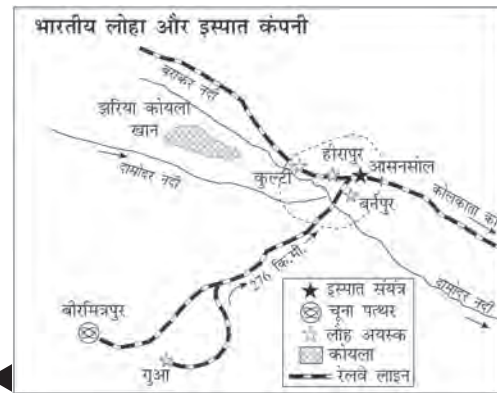 भारतीय लोहा और इस्पात कंपनी
बराकर नदी
झरिया कोयला
खान
दामोदर नदी
हीरापुर
आसनसोल
कुल्टी
बर्नपुर
कोलकाता को
276 कि.मी.
दामोदर नदी
बीरमित्रपुर
गुआ
इस्पात संयंत्र
चूना पत्थर
लौह अयस्क
कोयला
रेलवे लाइन